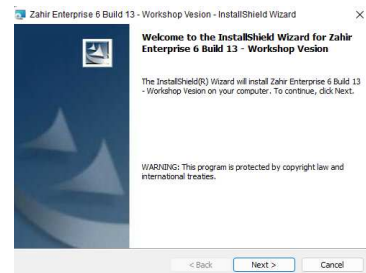 Zahir Enterprise 6 Build 13 - Workshop Vesion - InstallShield Wizard
Welcome to the InstallShield Wizard for Zahir
Enterprise 6 Build 13 - Workshop Vesion
The InstallShield(R) Wizard will install Zahir Enterprise 6 Build 13
- Workshop Vesion on your computer. To continue, click Next.
WARNING: This program is protected by copyright law and
international treaties.
< Back Next > Cancel